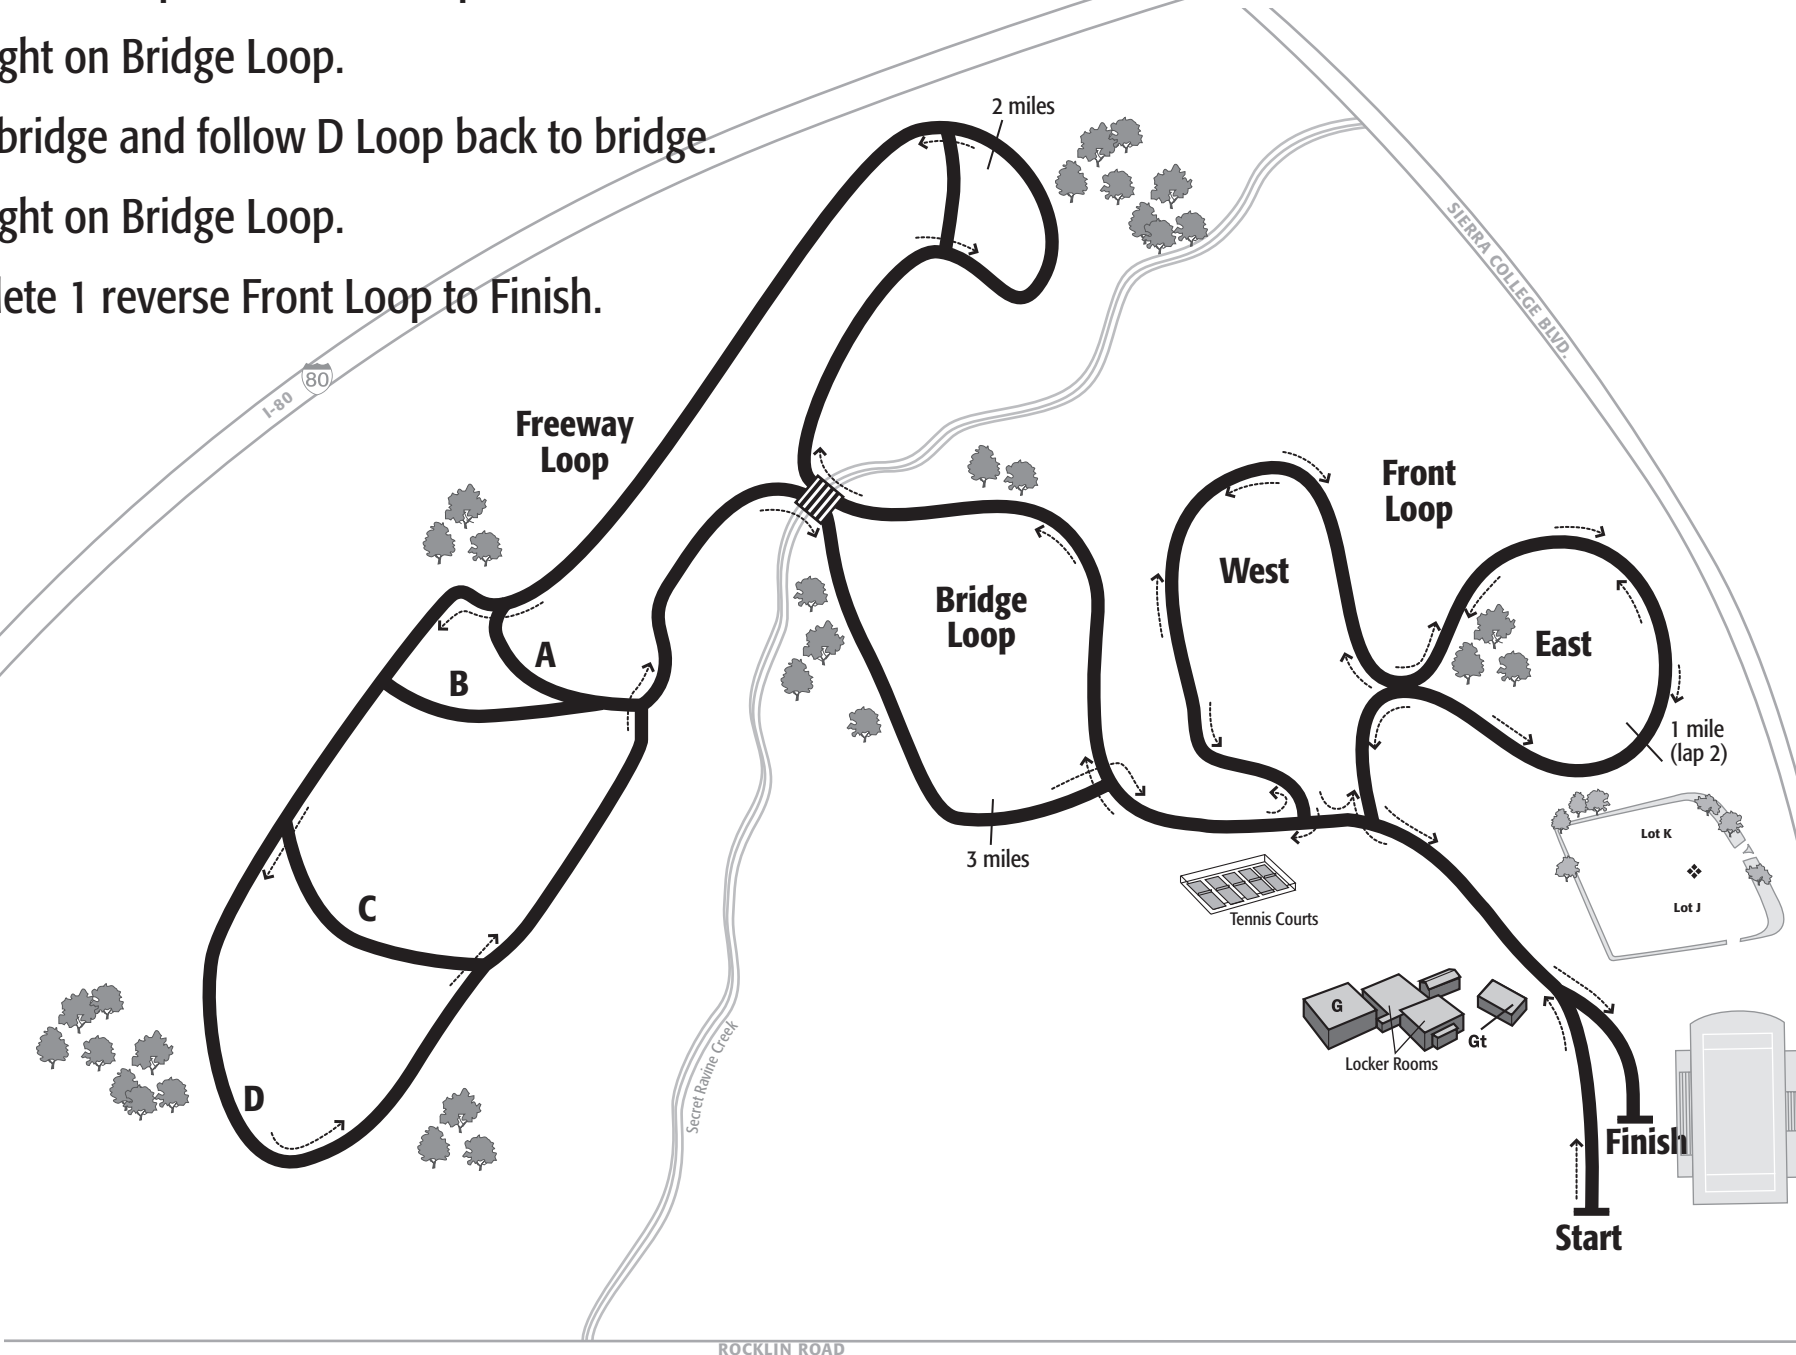 ght on Bridge Loop.
bridge and follow D Loop back to bridge.
ght on Bridge Loop.
lete 1 reverse Front Loop to Finish.
2 miles
SIERRA COLLEGE BLVD.
I-80
80
Freeway
Loop
Front
Loop
West
Bridge
Loop
East
A
B
1 mile
(lap 2)
Lot K
3 miles
C
Lot J
Tennis Courts
G
Gt
Locker Rooms
Secret Ravine Creek
D
Finish
Start
ROCKLIN ROAD